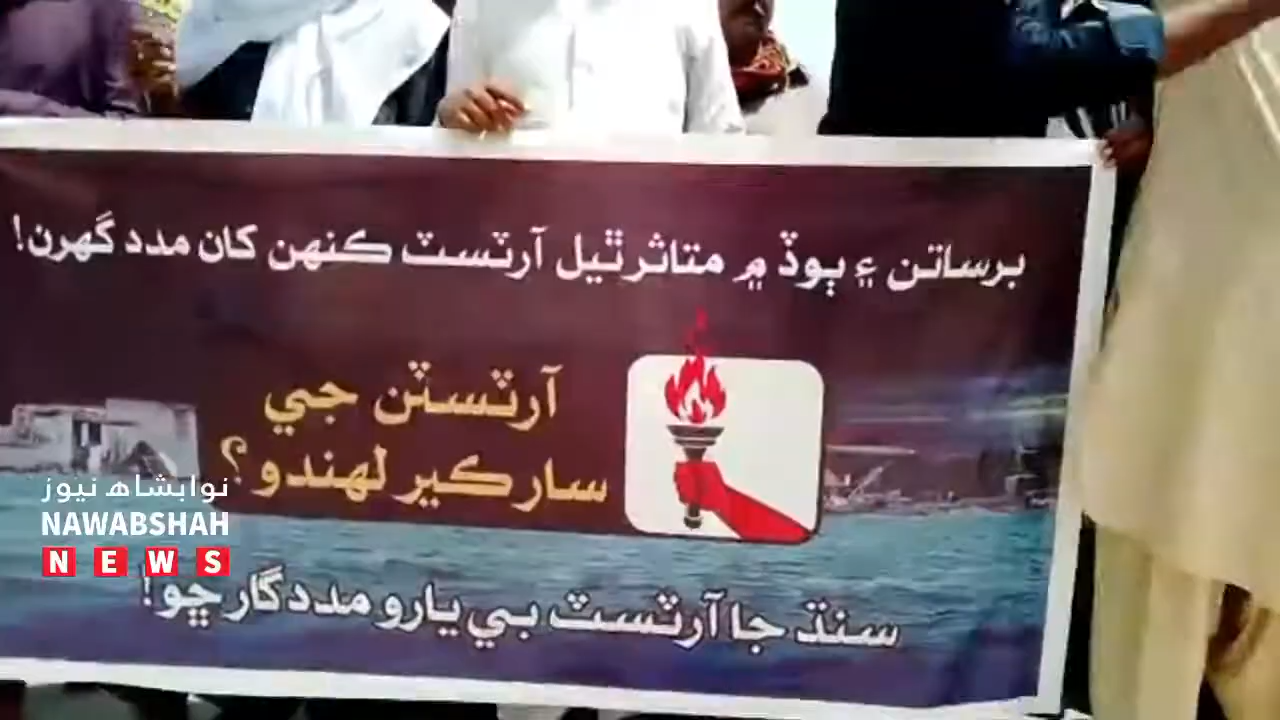 برساتن ۽ ٻوڏ ۾ متاثر ٿيل آرٽسٽ ڪنهن کان مدد گهرن!
آرٽسٽن جي
سار ڪير لهندو؟
سنڌ جا آرٽسٽ بي يارو مددگار ڇو!
نوابشاھ نيوز
NAWABSHAH
NEWS